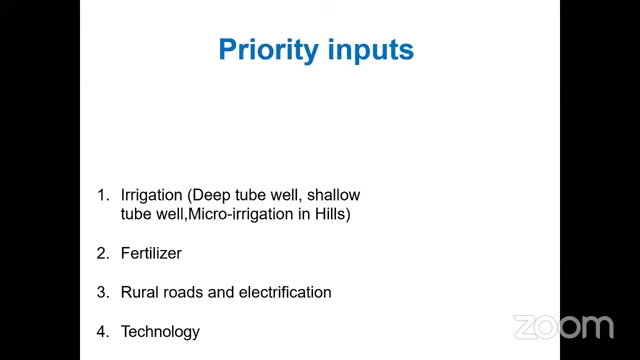 Priority inputs
1. Irrigation (Deep tube well, shallow
tube well,Micro-irrigation in Hills)
2. Fertilizer
3. Rural roads and electrification
4. Technology
zoom